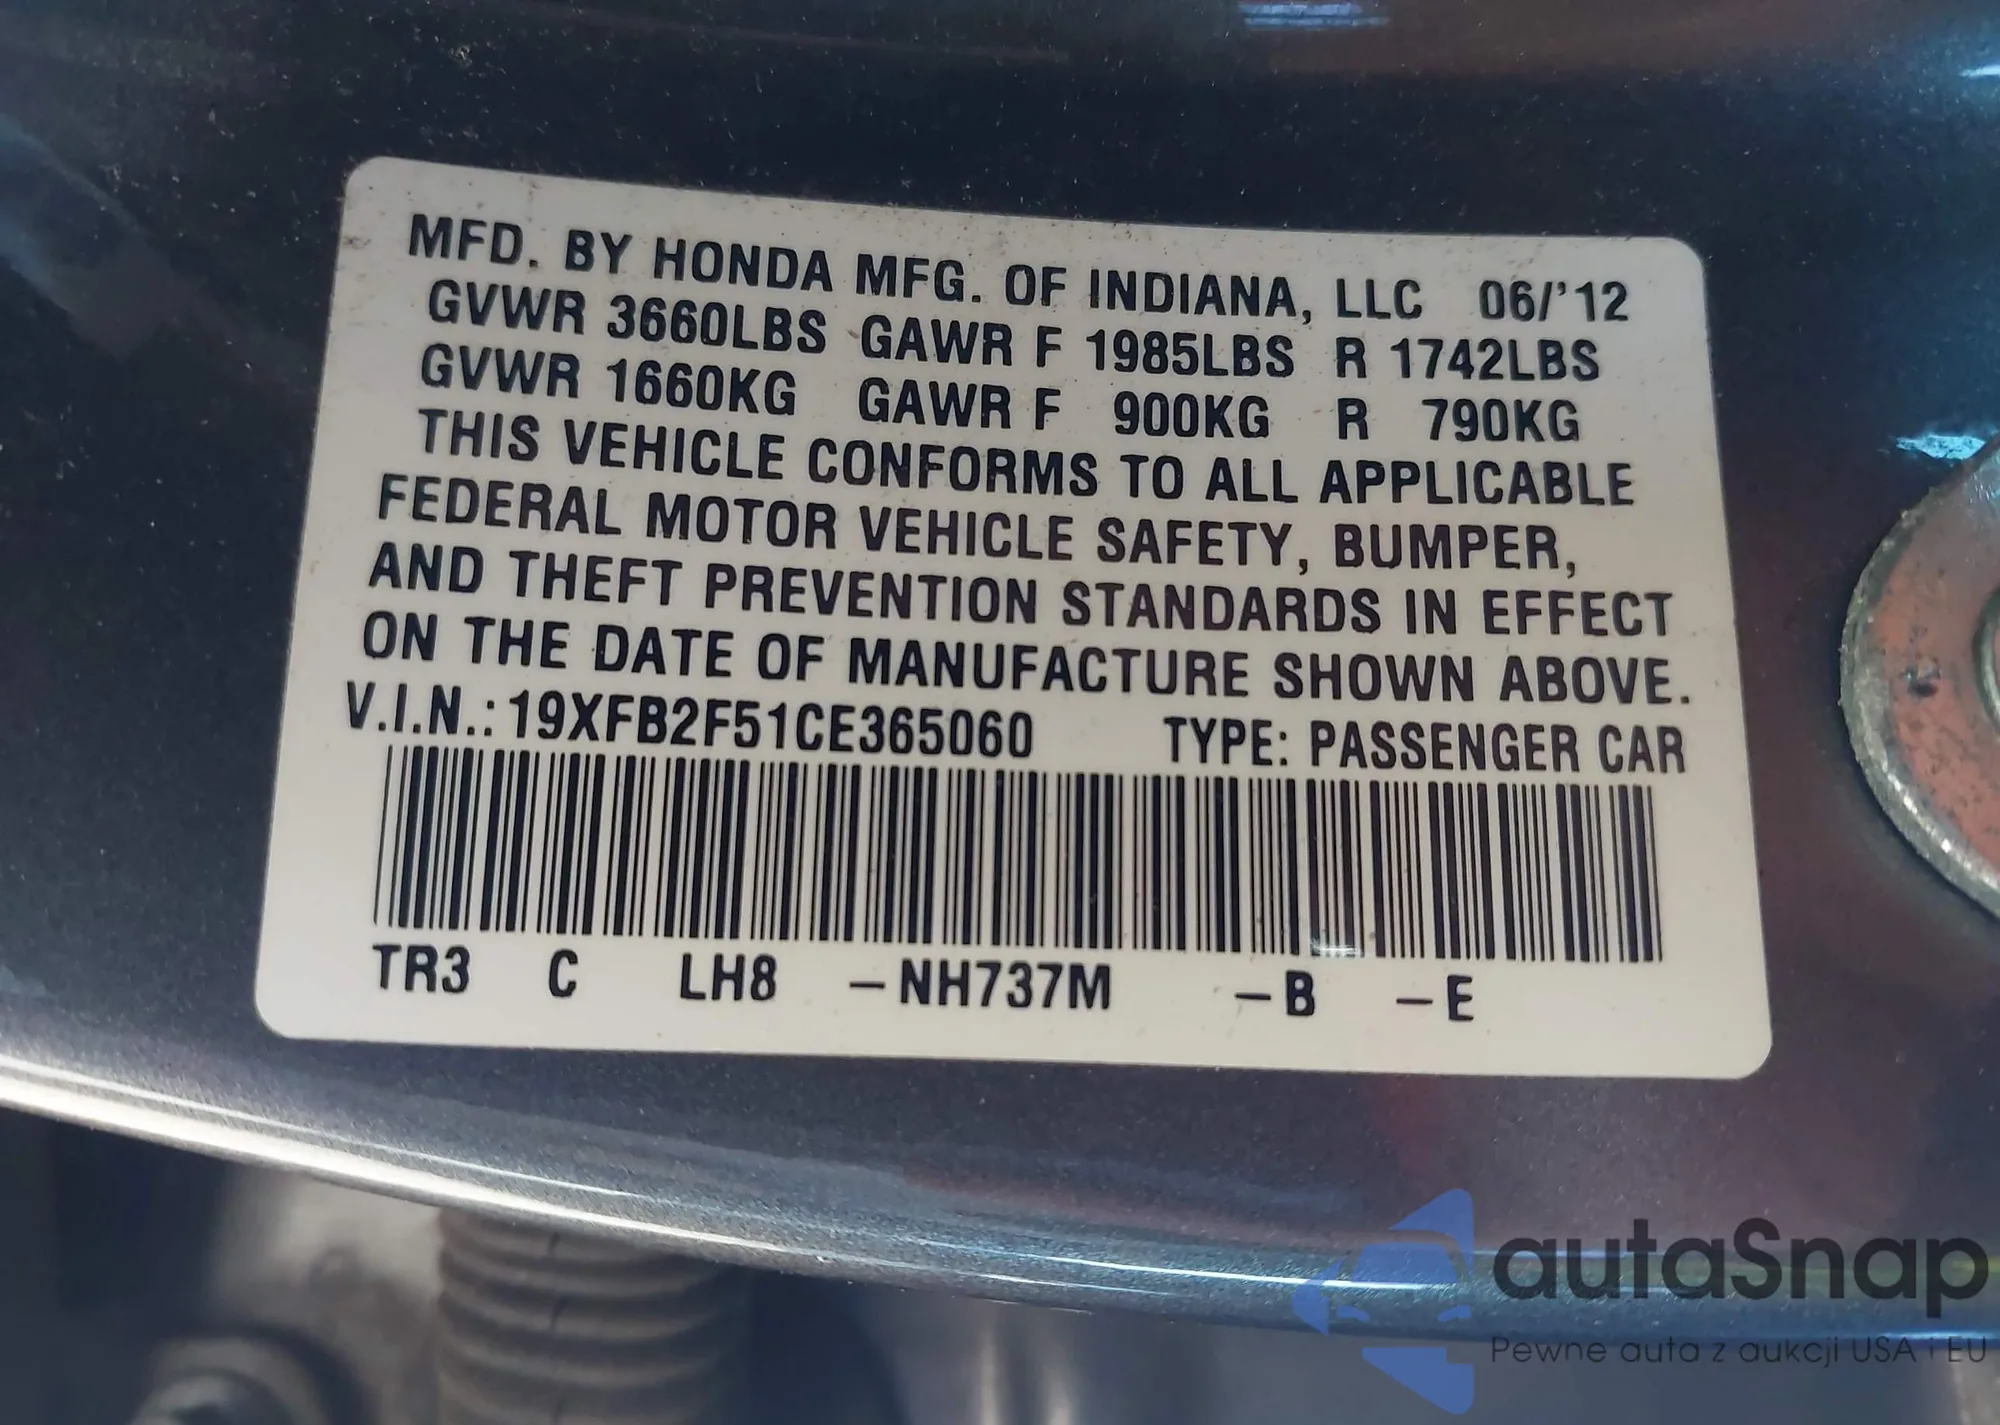 MFD. BY HONDA MFG. OF INDIANA, LLC 06/'12
GVWR 3660LBS GAWR F 1985LBS R 1742LBS
GVWR 1660KG GAWR F 900KG R 790KG
THIS VEHICLE CONFORMS TO ALL APPLICABLE
FEDERAL MOTOR VEHICLE SAFETY, BUMPER,
AND THEFT PREVENTION STANDARDS IN EFFECT
ON THE DATE OF MANUFACTURE SHOWN ABOVE.
V.I.N.: 19XFB2F51CE365060 TYPE: PASSENGER CAR
TR3 C LH8 –NH737M –B –E
autaSnap
Pewne auta z aukcji USA i EU